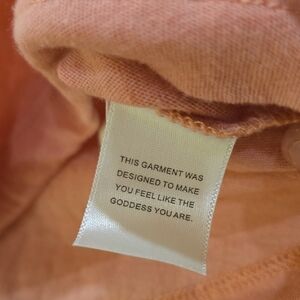 THIS GARMENT WAS
DESIGNED TO MAKE
YOU FEEL LIKE THE
GODDESS YOU ARE.